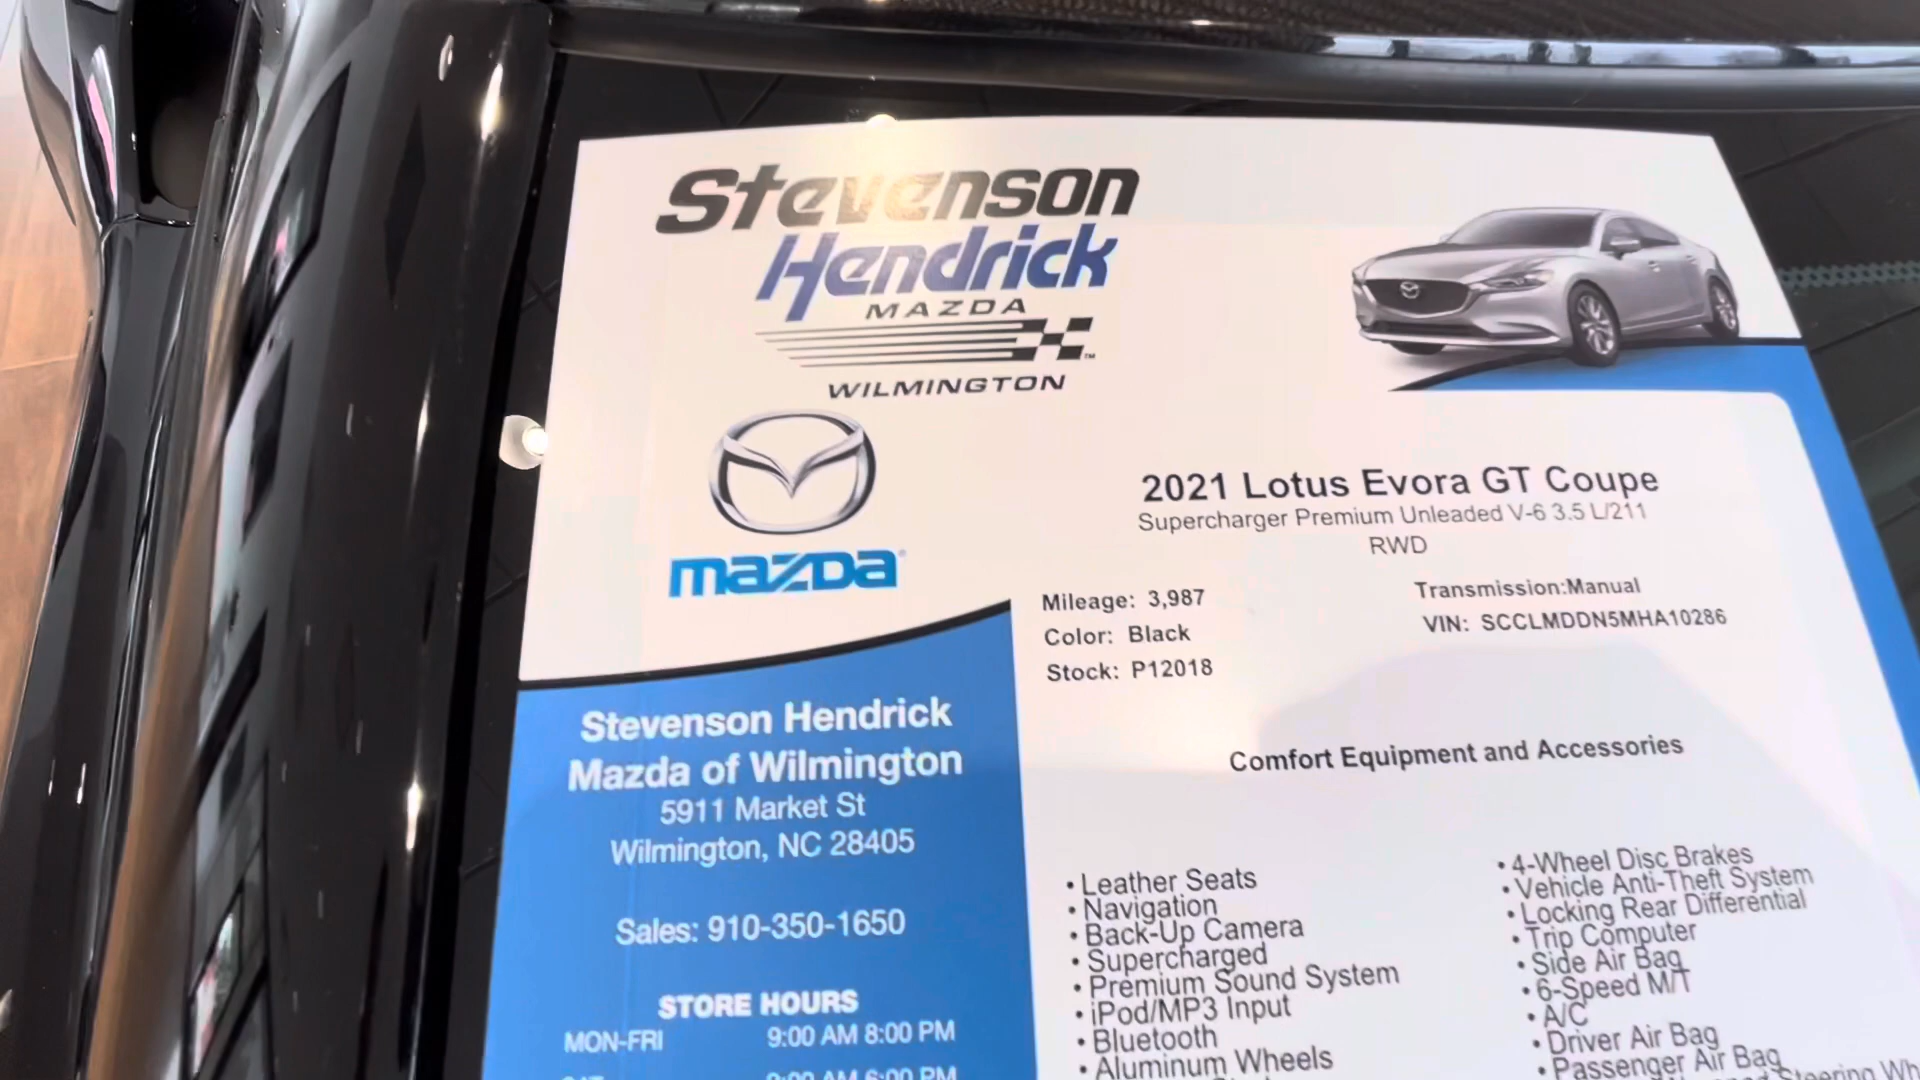 Stevenson
Hendrick
MAZDA
WILMINGTON
mazda
2021 Lotus Evora GT Coupe
Supercharger Premium Unleaded V-6 3.5 L/211
RWD
Mileage: 3,987
Color: Black
Stock: P12018
Transmission:Manual
VIN: SCCLMDDN5MHA10286
Stevenson Hendrick
Mazda of Wilmington
5911 Market St
Wilmington, NC 28405
Sales: 910-350-1650
STORE HOURS
MON-FRI 9:00 AM 8:00 PM
Comfort Equipment and Accessories
• Leather Seats
• Navigation
• Back-Up Camera
• Supercharged
• Premium Sound System
• iPod/MP3 Input
• Bluetooth
• Aluminum Wheels
• 4-Wheel Disc Brakes
• Vehicle Anti-Theft System
• Locking Rear Differential
• Trip Computer
• Side Air Bag
• 6-Speed M/T
• A/C
• Driver Air Bag
• Passenger Air Bag
Steering